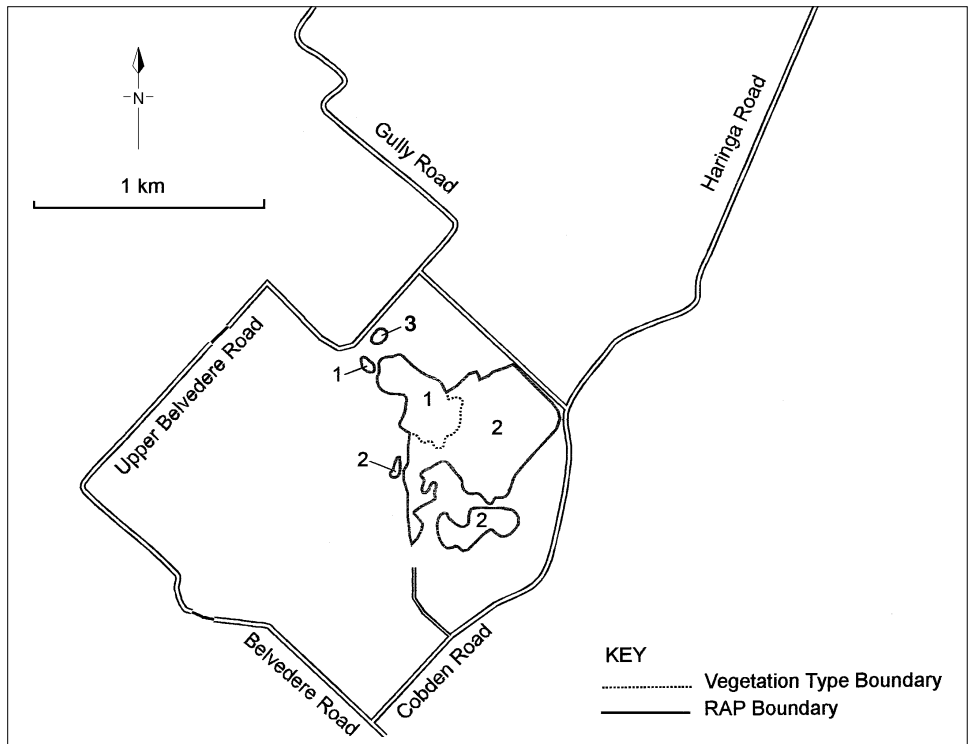 N
1 km
Gully Road
Haringa Road
Upper Belvedere Road
3
1
1
2
2
2
Belvedere Road
Cobden Road
KEY
Vegetation Type Boundary
RAP Boundary